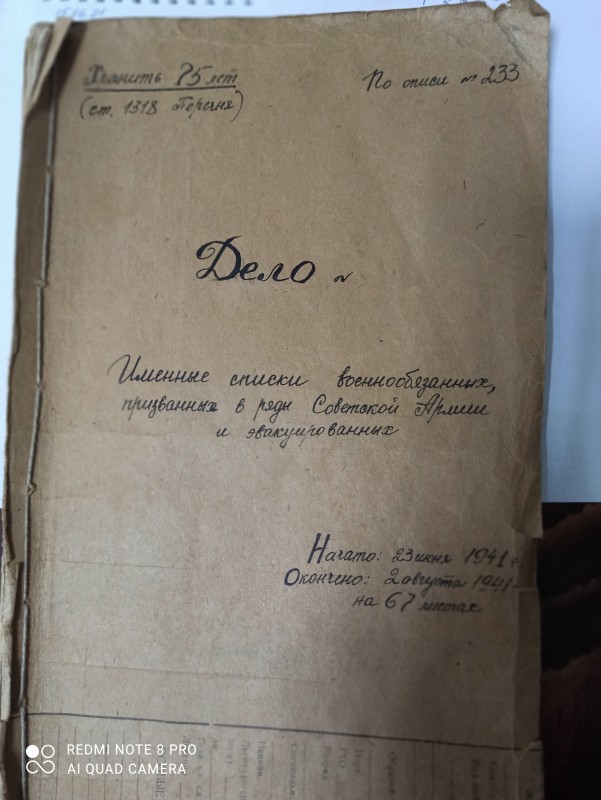 Хранить 75 лет
По описи № 233
(ст. 1318 Перечня)
Дело №
Именные списки военнообязанных,
призванных в ряды Советской Армии
и эвакуированных
Начато: 23 июня 1941 г
Окончено: 2 августа 1941
на 67 листах
REDMI NOTE 8 PRO
AI QUAD CAMERA